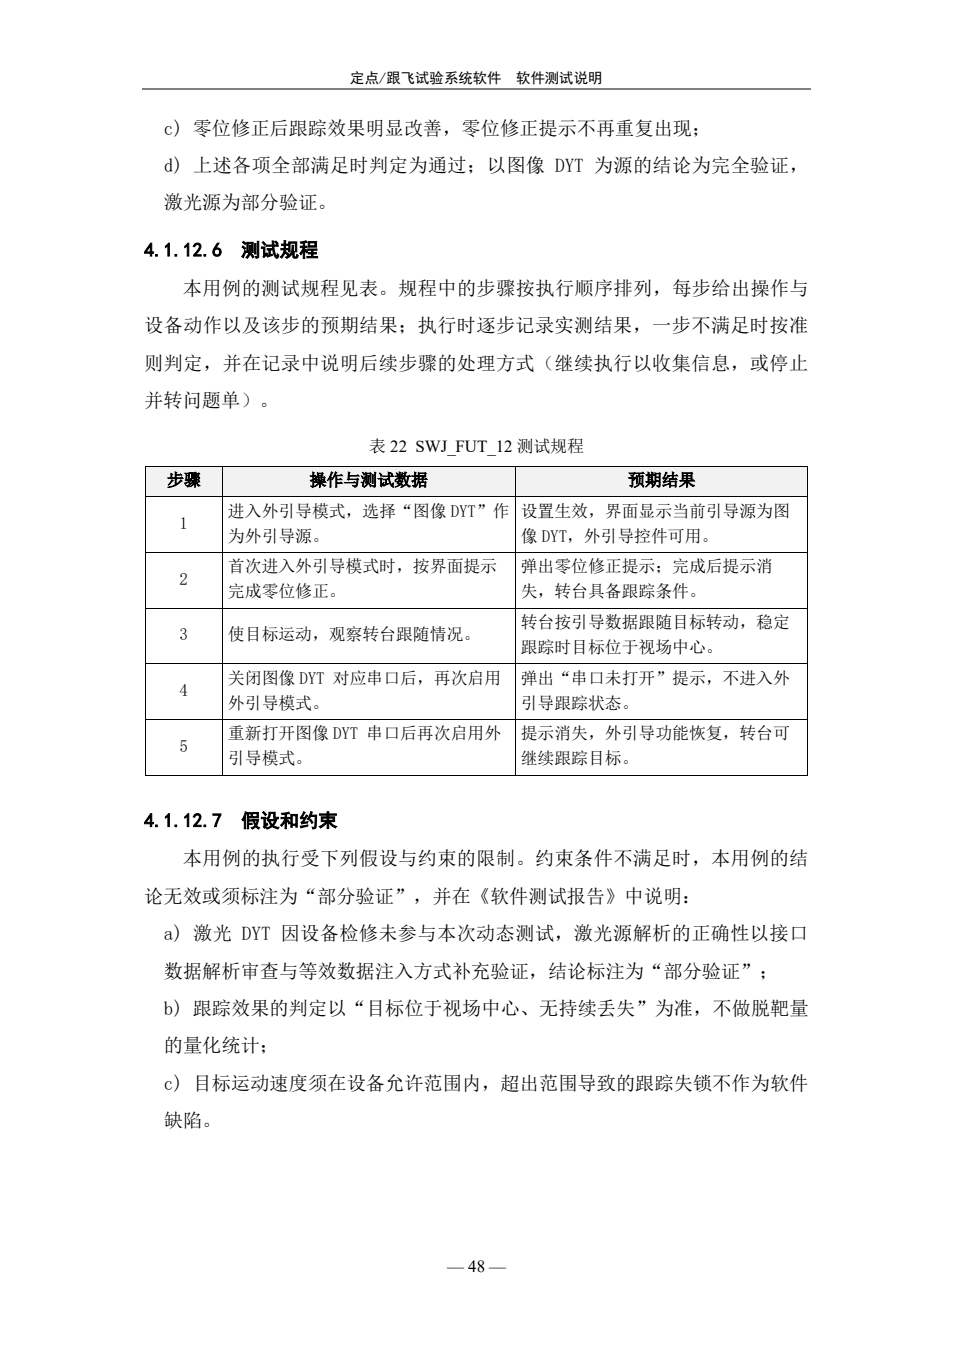 定点/跟飞试验系统软件　软件测试说明
c）零位修正后跟踪效果明显改善，零位修正提示不再重复出现；
d）上述各项全部满足时判定为通过；以图像 DYT 为源的结论为完全验证，
激光源为部分验证。
4.1.12.6　测试规程
本用例的测试规程见表。规程中的步骤按执行顺序排列，每步给出操作与
设备动作以及该步的预期结果；执行时逐步记录实测结果，一步不满足时按准
则判定，并在记录中说明后续步骤的处理方式（继续执行以收集信息，或停止
并转问题单）。
表 22 SWJ_FUT_12 测试规程
步骤　操作与测试数据　预期结果
1　进入外引导模式，选择“图像 DYT”作　设置生效，界面显示当前引导源为图
为外引导源。　像 DYT，外引导控件可用。
2　首次进入外引导模式时，按界面提示　弹出零位修正提示；完成后提示消
完成零位修正。　失，转台具备跟踪条件。
3　使目标运动，观察转台跟随情况。　转台按引导数据跟随目标转动，稳定
跟踪时目标位于视场中心。
4　关闭图像 DYT 对应串口后，再次启用　弹出“串口未打开”提示，不进入外
外引导模式。　引导跟踪状态。
5　重新打开图像 DYT 串口后再次启用外　提示消失，外引导功能恢复，转台可
引导模式。　继续跟踪目标。
4.1.12.7　假设和约束
本用例的执行受下列假设与约束的限制。约束条件不满足时，本用例的结
论无效或须标注为“部分验证”，并在《软件测试报告》中说明：
a）激光 DYT 因设备检修未参与本次动态测试，激光源解析的正确性以接口
数据解析审查与等效数据注入方式补充验证，结论标注为“部分验证”；
b）跟踪效果的判定以“目标位于视场中心、无持续丢失”为准，不做脱靶量
的量化统计；
c）目标运动速度须在设备允许范围内，超出范围导致的跟踪失锁不作为软件
缺陷。
— 48 —